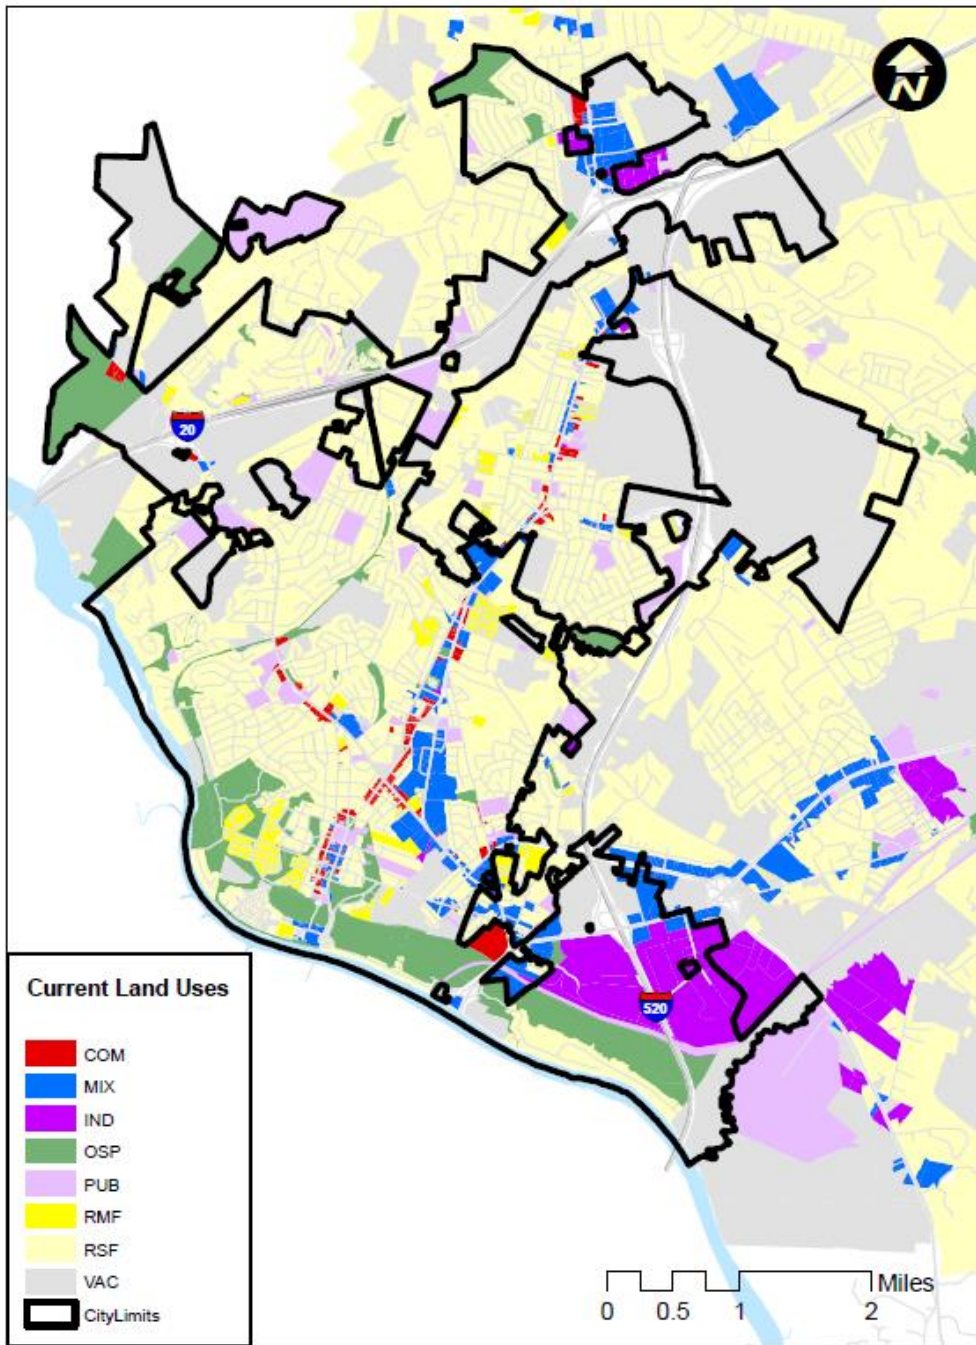 N
20
520
Current Land Uses
COM
MIX
IND
OSP
PUB
RMF
RSF
VAC
CityLimits
Miles
0 0.5 1 2